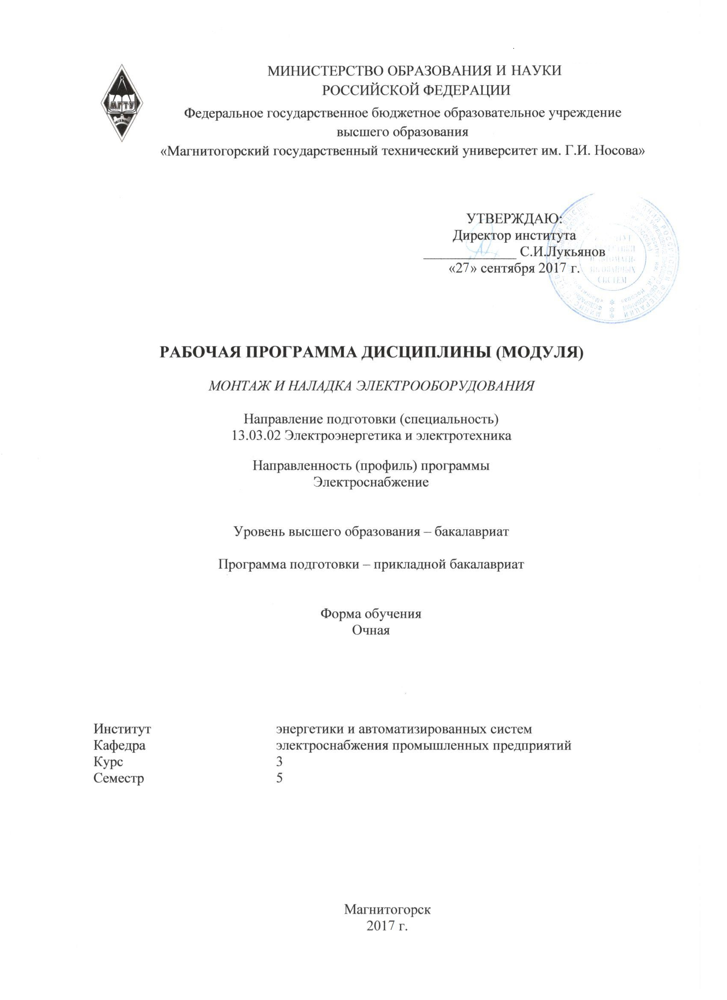 МИНИСТЕРСТВО ОБРАЗОВАНИЯ И НАУКИ
РОССИЙСКОЙ ФЕДЕРАЦИИ
Федеральное государственное бюджетное образовательное учреждение
высшего образования
«Магнитогорский государственный технический университет им. Г.И. Носова»
МГТУ
УТВЕРЖДАЮ:
Директор института
С.И.Лукьянов
«27» сентября 2017 г.
СИСТЕМ
РАБОЧАЯ ПРОГРАММА ДИСЦИПЛИНЫ (МОДУЛЯ)
МОНТАЖ И НАЛАДКА ЭЛЕКТРООБОРУДОВАНИЯ
Направление подготовки (специальность)
13.03.02 Электроэнергетика и электротехника
Направленность (профиль) программы
Электроснабжение
Уровень высшего образования – бакалавриат
Программа подготовки – прикладной бакалавриат
Форма обучения
Очная
Институт энергетики и автоматизированных систем
Кафедра электроснабжения промышленных предприятий
Курс 3
Семестр 5
Магнитогорск
2017 г.